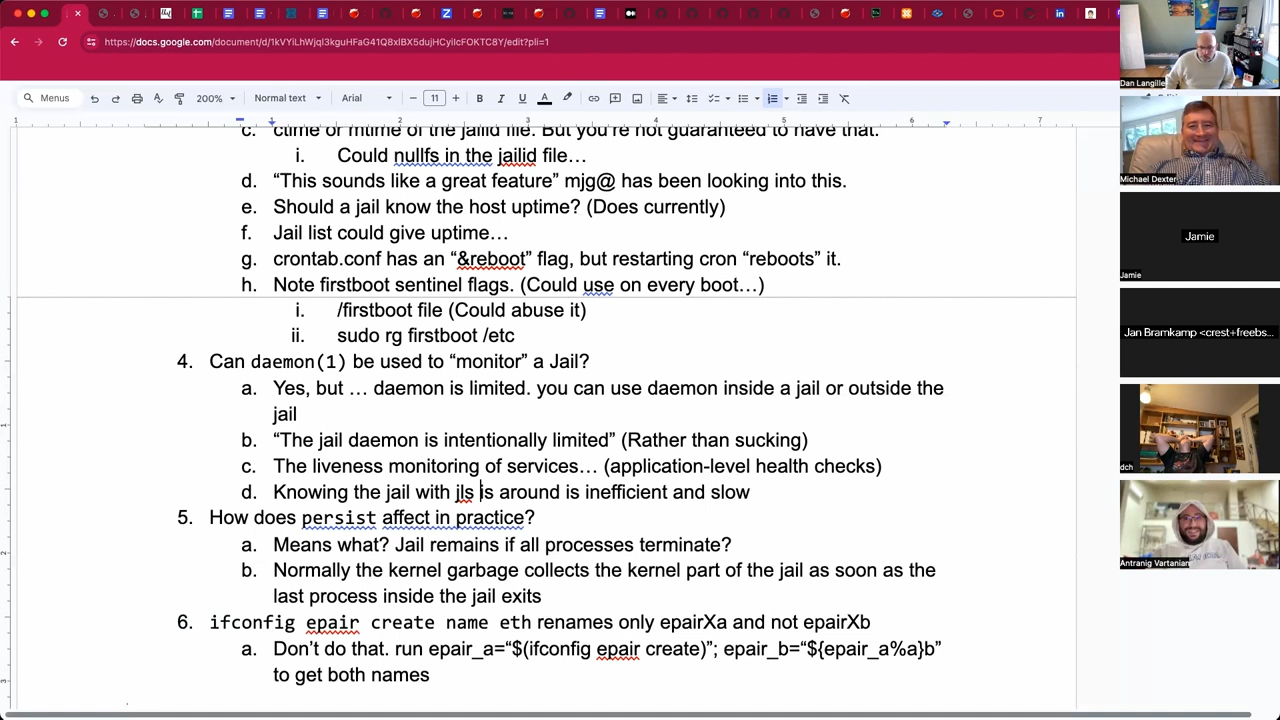 https://docs.google.com/document/d/1kVYiLhWjql3kguHFaG41Q8xlBX5dujHCyiIcFOKTC8Y/edit?pli=1
Menus
200%
Normal text
Arial
11
1 1 2 3 4 5 6 7
c. ctime or mtime of the jailid file. But you're not guaranteed to have that.
i. Could nullfs in the jailid file…
d. “This sounds like a great feature” mjg@ has been looking into this.
e. Should a jail know the host uptime? (Does currently)
f. Jail list could give uptime…
g. crontab.conf has an “&reboot” flag, but restarting cron “reboots” it.
h. Note firstboot sentinel flags. (Could use on every boot…)
i. /firstboot file (Could abuse it)
ii. sudo rg firstboot /etc
4. Can daemon(1) be used to “monitor” a Jail?
a. Yes, but … daemon is limited. you can use daemon inside a jail or outside the
jail
b. “The jail daemon is intentionally limited” (Rather than sucking)
c. The liveness monitoring of services… (application-level health checks)
d. Knowing the jail with jls is around is inefficient and slow
5. How does persist affect in practice?
a. Means what? Jail remains if all processes terminate?
b. Normally the kernel garbage collects the kernel part of the jail as soon as the
last process inside the jail exits
6. ifconfig epair create name eth renames only epairXa and not epairXb
a. Don’t do that. run epair_a=“$(ifconfig epair create)”; epair_b=“${epair_a%a}b”
to get both names
Dan Langille
Michael Dexter
Jamie
Jamie
Jan Bramkamp <crest+freebs...
dch
Antranig Vartanian